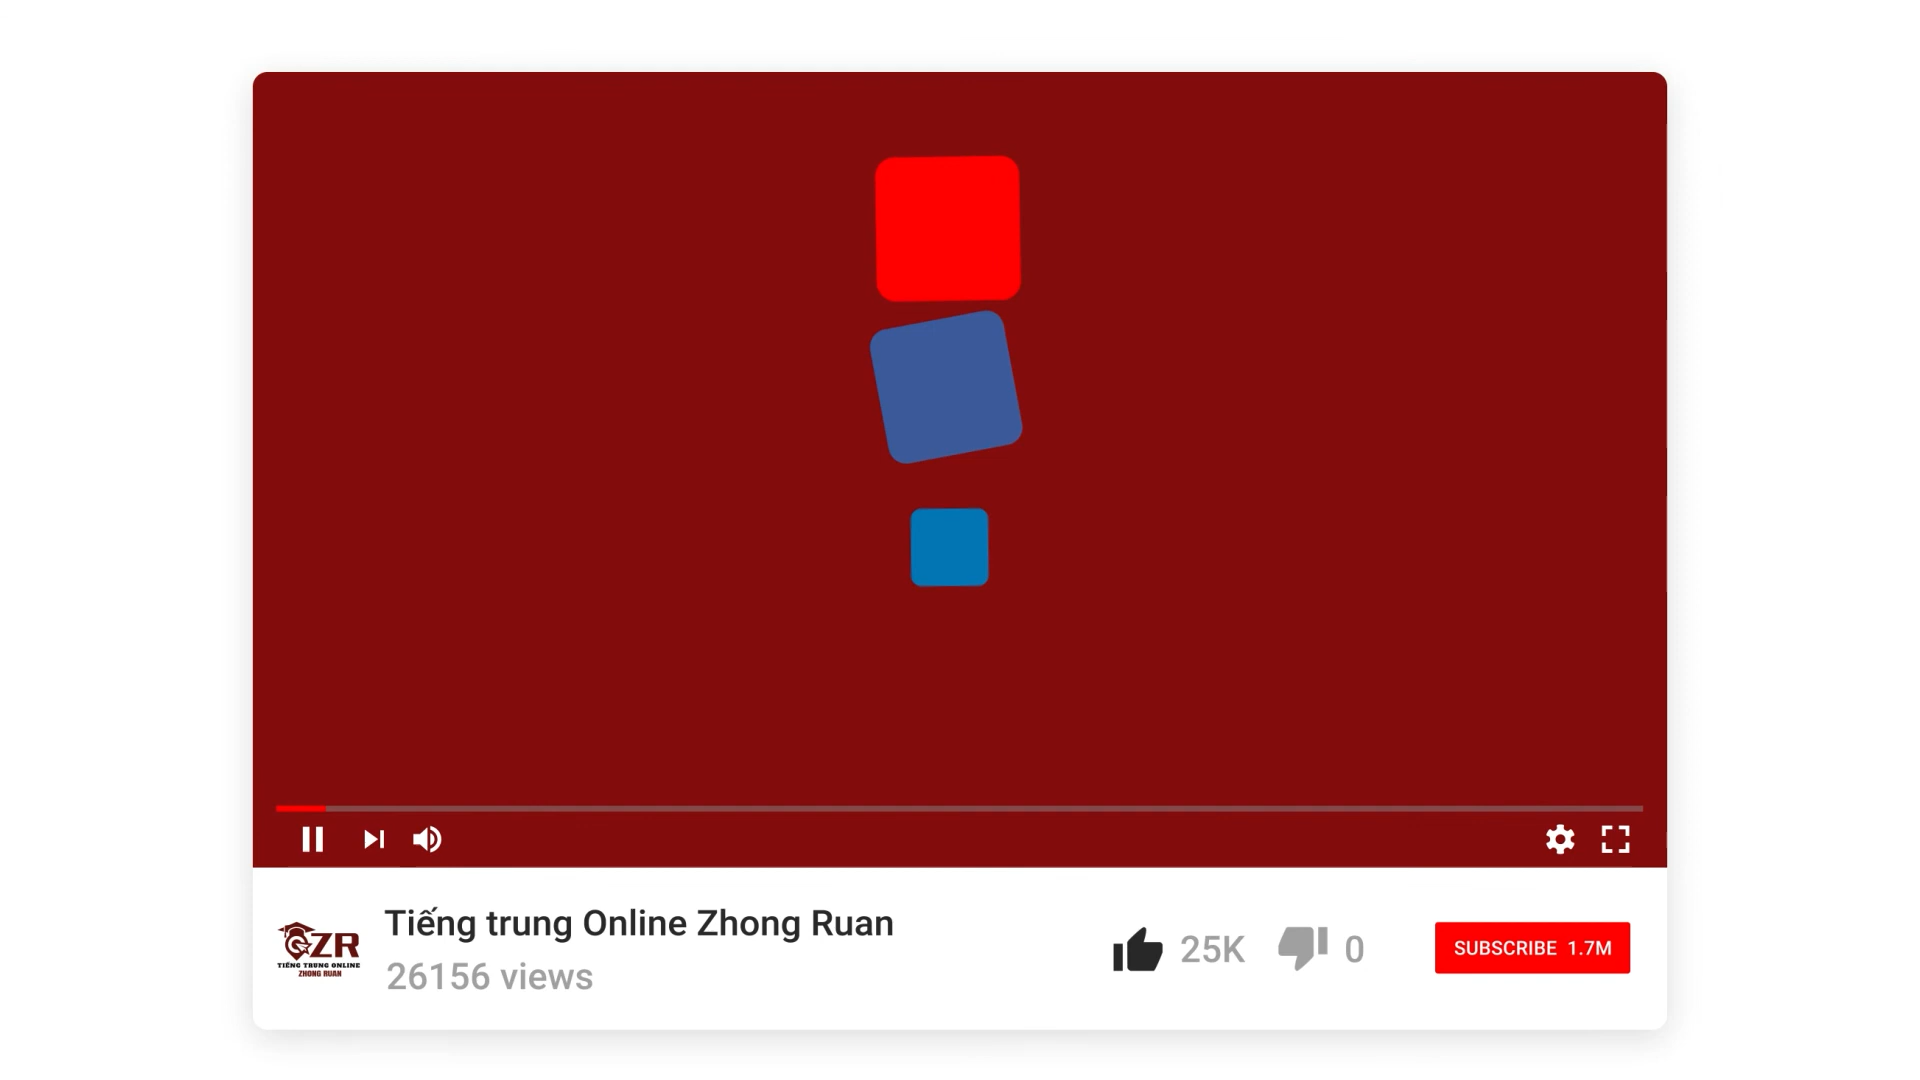 ZR
TIẾNG TRUNG ONLINE
ZHONG RUAN
Tiếng trung Online Zhong Ruan
26156 views
25K
0
SUBSCRIBE 1.7M